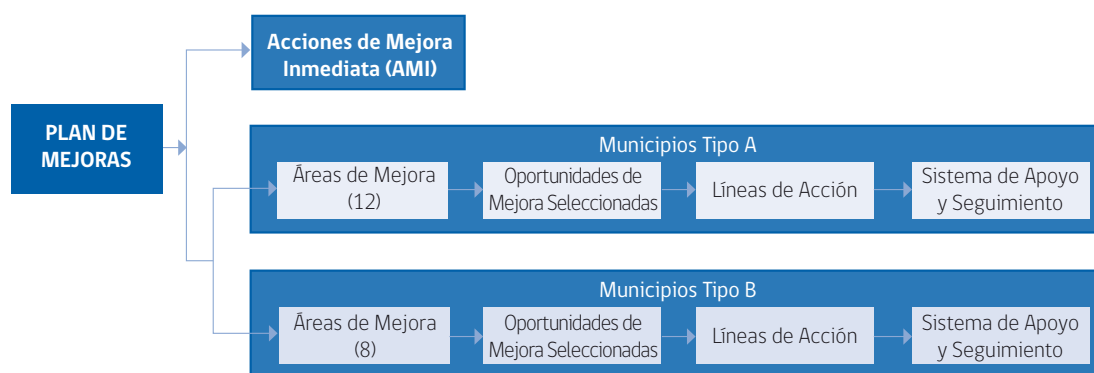 Acciones de Mejora
Inmediata (AMI)
PLAN DE
MEJORAS
Municipios Tipo A
Áreas de Mejora
(12)
Oportunidades de
Mejora Seleccionadas
Líneas de Acción
Sistema de Apoyo
y Seguimiento
Municipios Tipo B
Áreas de Mejora
(8)
Oportunidades de
Mejora Seleccionadas
Líneas de Acción
Sistema de Apoyo
y Seguimiento